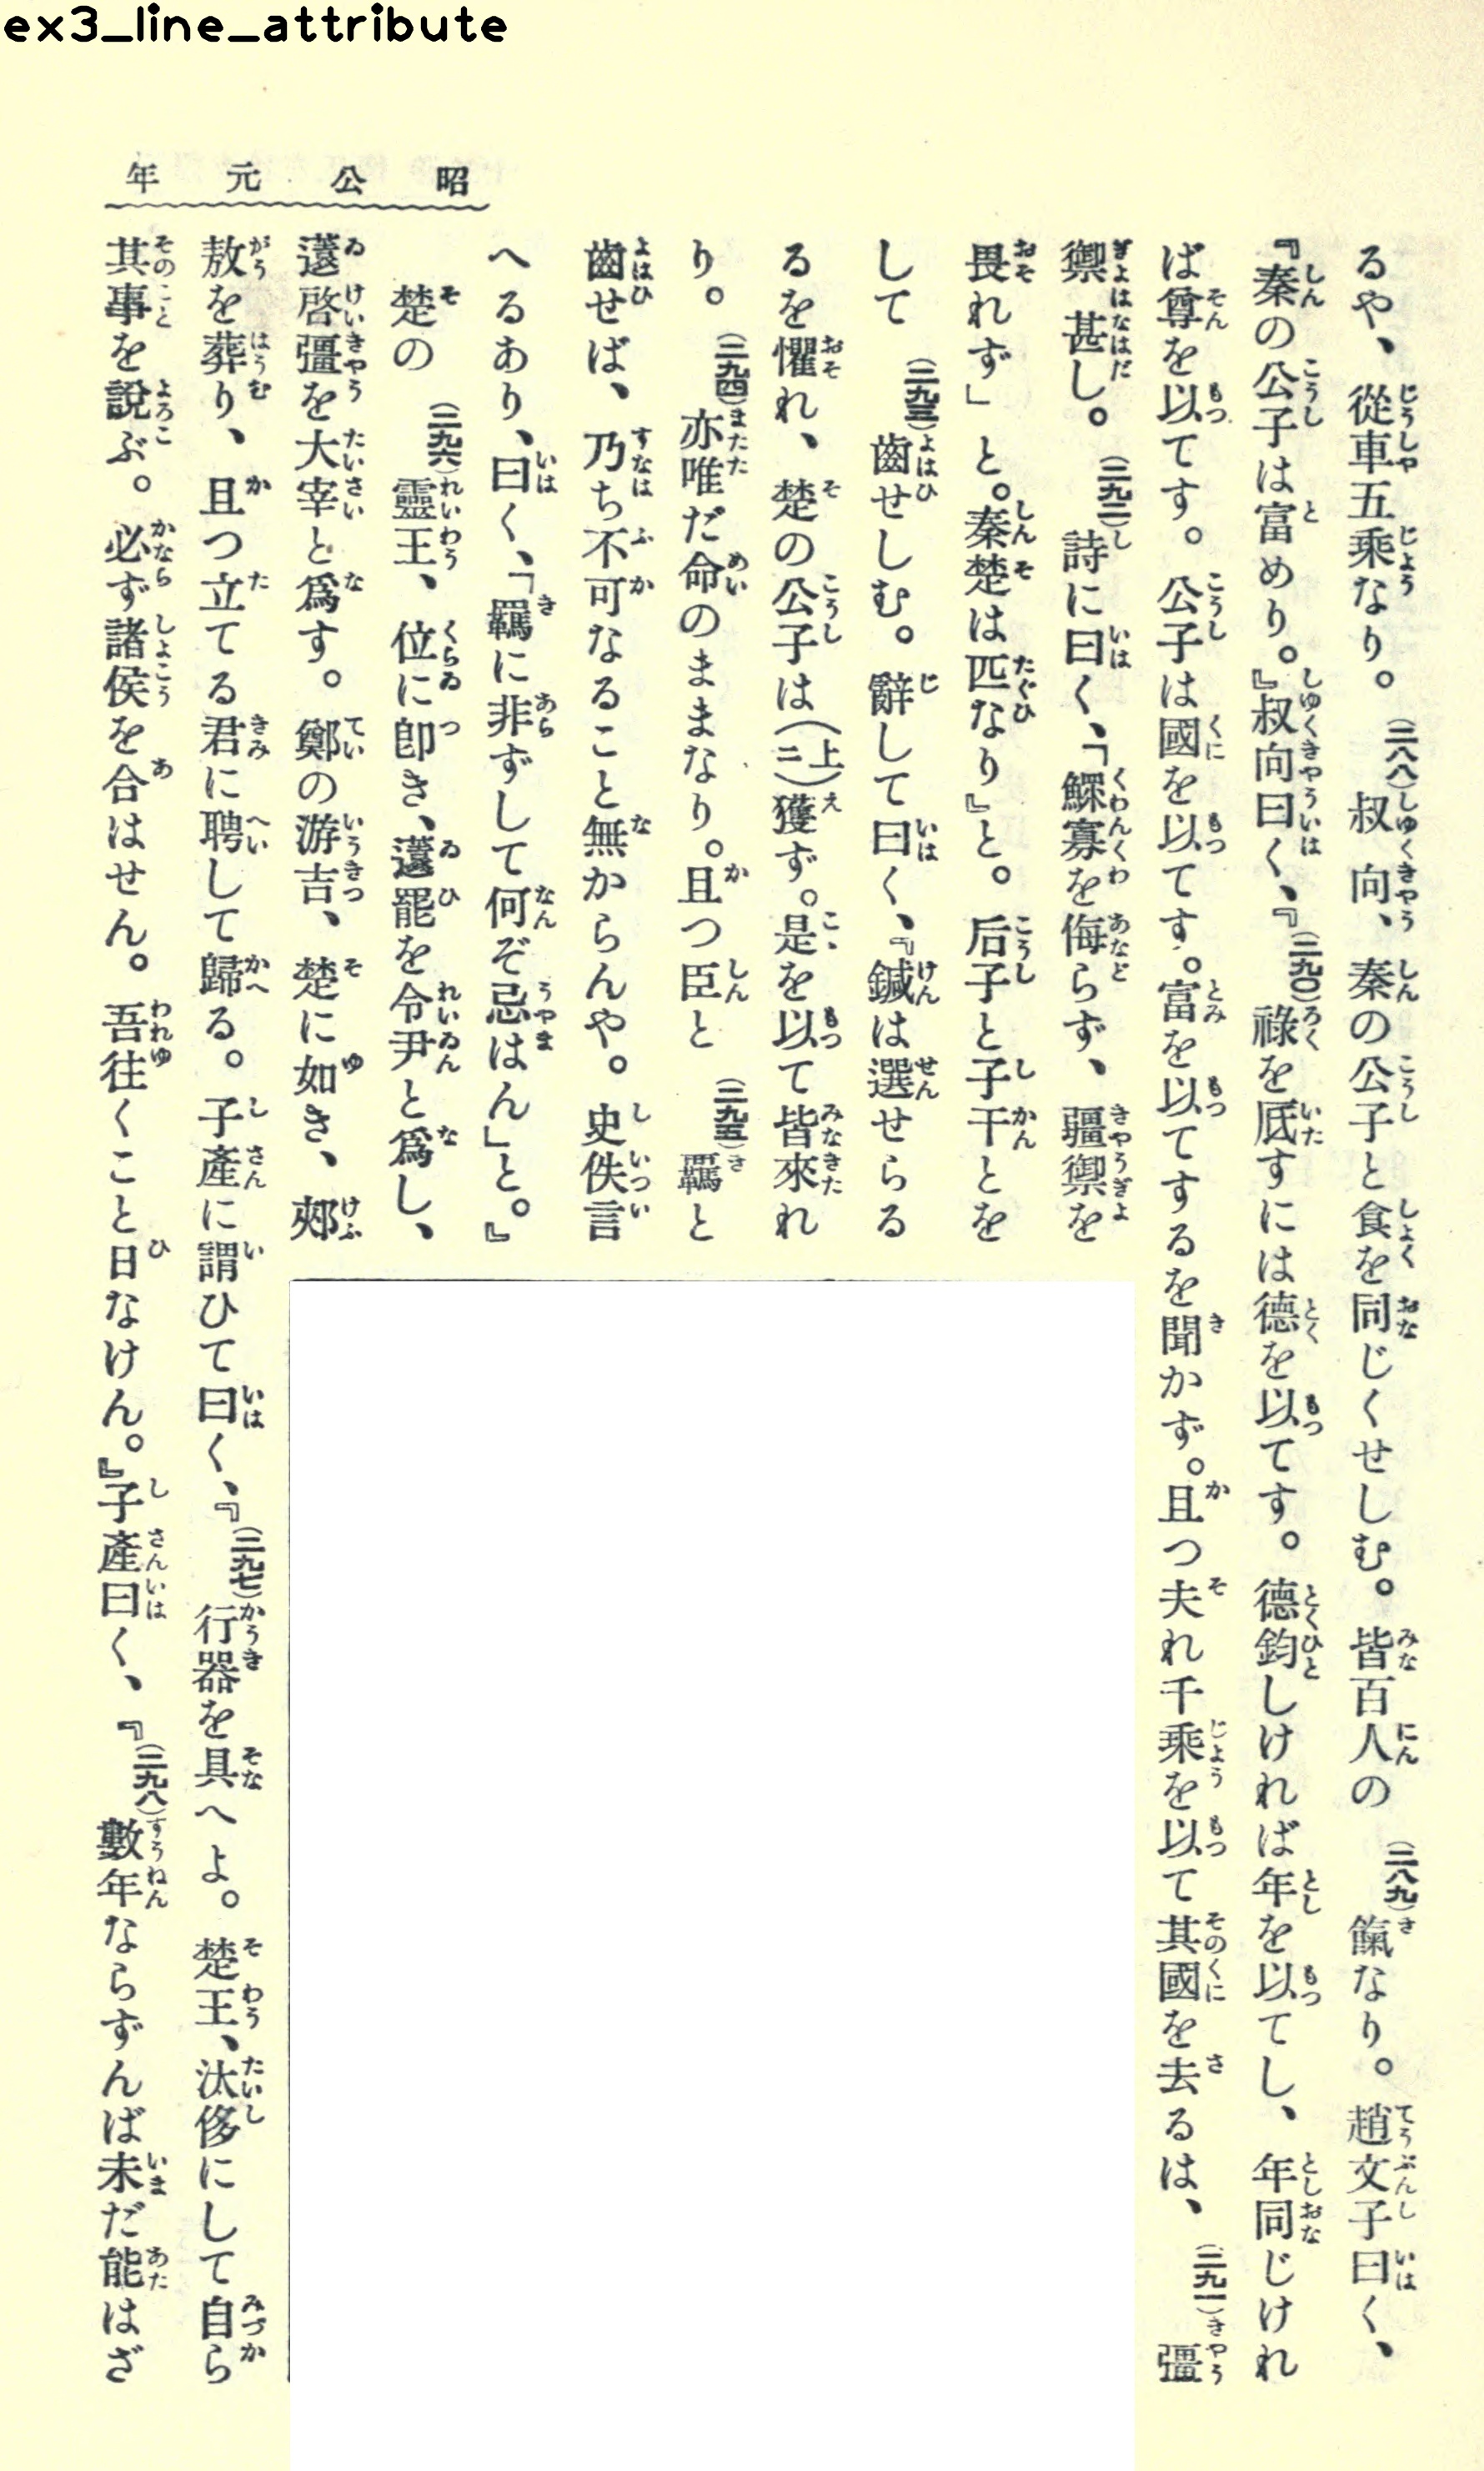 ex3_line_attribute
昭公元年
るや、從車五乘なり。(二八八)叔向、秦の公子と食を同じくせしむ。皆百人の(二八九)餼なり。趙文子曰く、
『秦の公子は富めり。』叔向曰く、『(二九〇)祿を底すには德を以てす。德鈞しければ年を以てし、年同じけれ
ば尊を以てす。公子は國を以てす。富を以てするを聞かず。且つ夫れ千乘を以て其國を去るは、(二九一)彊
禦甚し。(二九二)詩に曰く、「鰥寡を侮らず、彊禦を
畏れず」と。秦楚は匹なり』と。后子と子干とを
して(二九三)齒せしむ。辭して曰く、『鍼は選せらる
るを懼れ、楚の公子は(上二)獲ず。是を以て皆來れ
り。(二九四)亦唯だ命のままなり。且つ臣と(二九五)羈と
齒せば、乃ち不可なること無からんや。史佚言
へるあり、曰く、「羈に非ずして何ぞ忌はん」と。』
楚の(二九六)靈王、位に卽き、薳罷を令尹と爲し、
薳啓彊を大宰と爲す。鄭の游吉、楚に如き、郟
敖を葬り、且つ立てる君に聘して歸る。子產に謂ひて曰く、『(二九七)行器を具へよ。楚王、汰侈にして自ら
其事を說ぶ。必ず諸侯を合はせん。吾往くこと日なけん。』子產曰く、『(二九八)數年ならずんば未だ能はざ